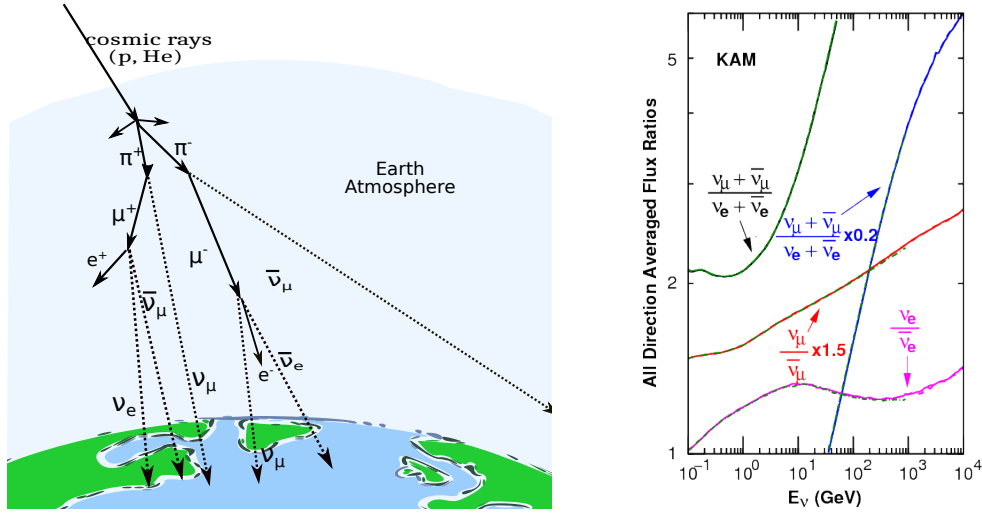 cosmic rays
(p, He)
π⁺
π⁻
Earth
Atmosphere
μ⁺
μ⁻
e⁺
ν̅μ
ν̅μ
ν̅e
e⁻
νμ
νe
νμ
KAM
All Direction Averaged Flux Ratios
5
2
1
νμ + ν̅μ
νe + ν̅e
νμ + ν̅μ
νe + ν̅e
x0.2
νμ
ν̅μ
x1.5
νe
ν̅e
10⁻¹ 10⁰ 10¹ 10² 10³ 10⁴
Eν (GeV)